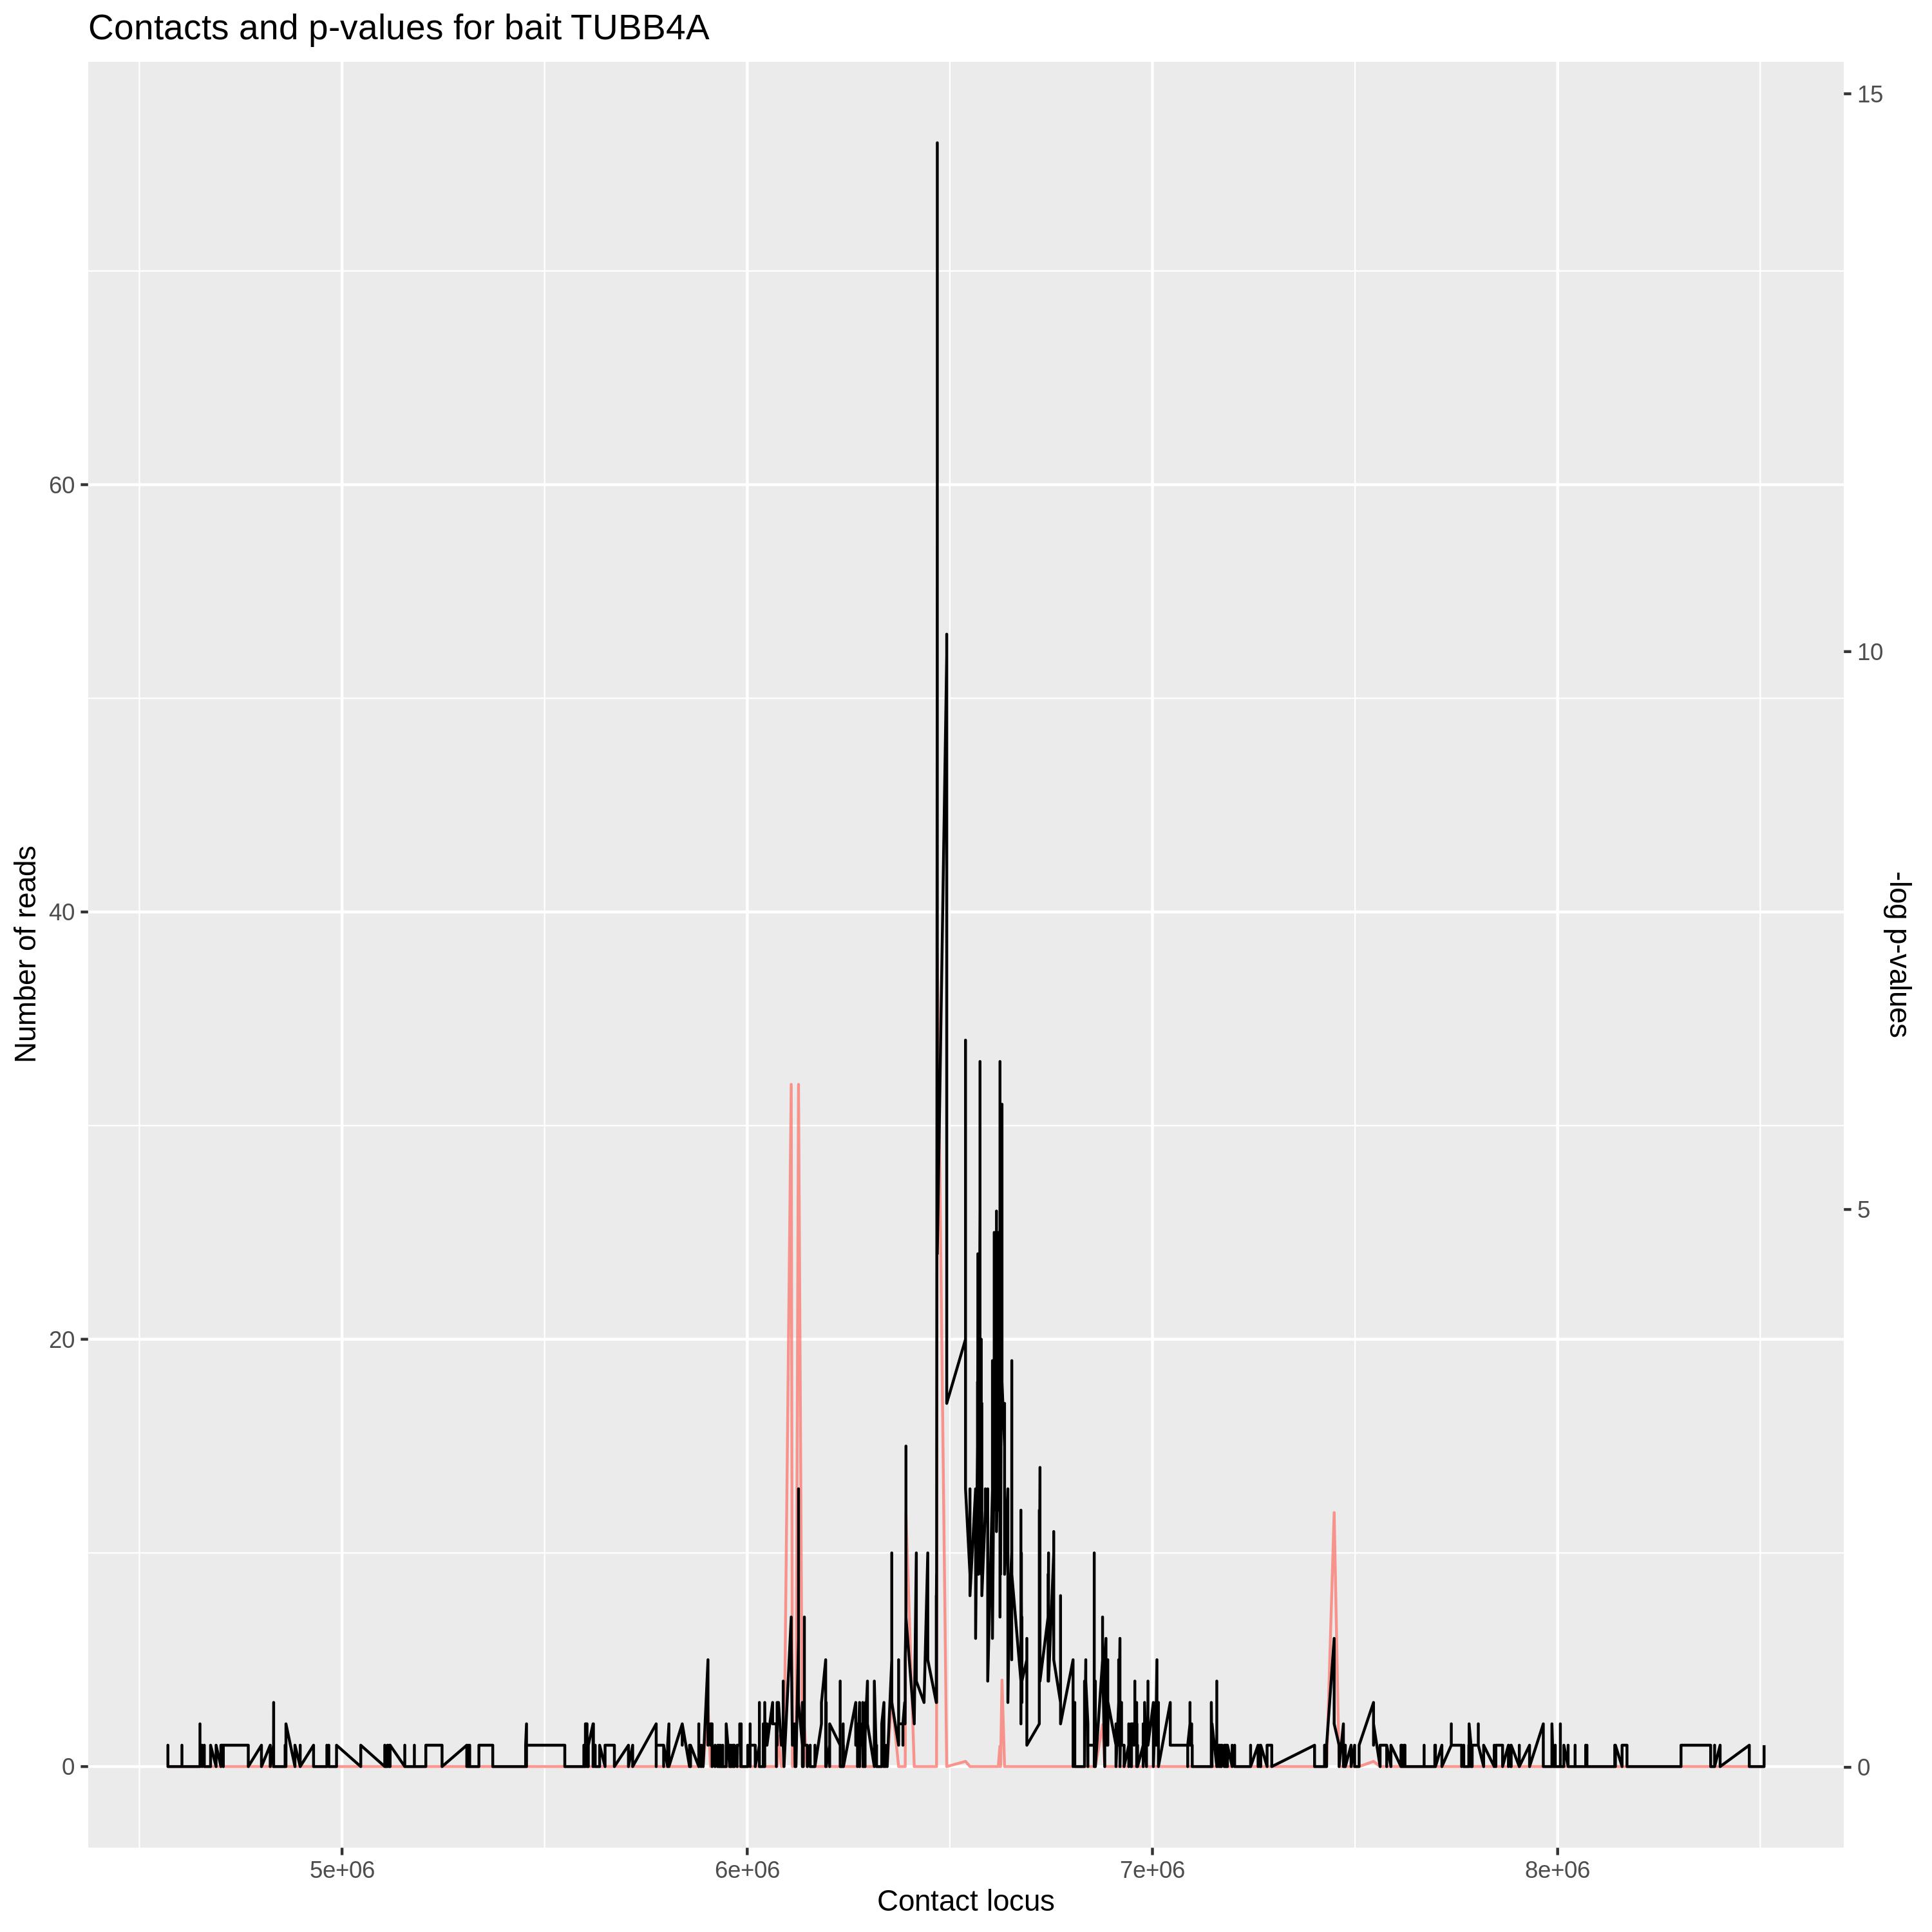 Contacts and p-values for bait TUBB4A
15
10
5
0
-log p-values
60
40
20
0
Number of reads
5e+06 6e+06 7e+06 8e+06
Contact locus